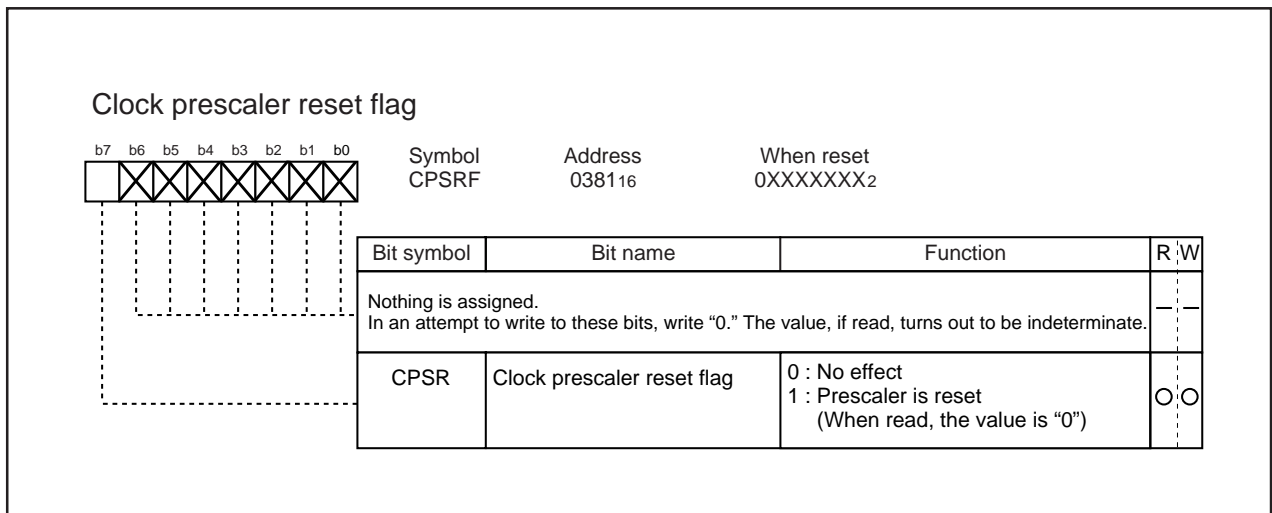 Clock prescaler reset flag
b7 b6 b5 b4 b3 b2 b1 b0
Symbol Address When reset
CPSRF 038116 0XXXXXXX2
Bit symbol Bit name Function R W
Nothing is assigned.
In an attempt to write to these bits, write “0.” The value, if read, turns out to be indeterminate.
— —
CPSR Clock prescaler reset flag 0 : No effect
1 : Prescaler is reset
(When read, the value is “0”)